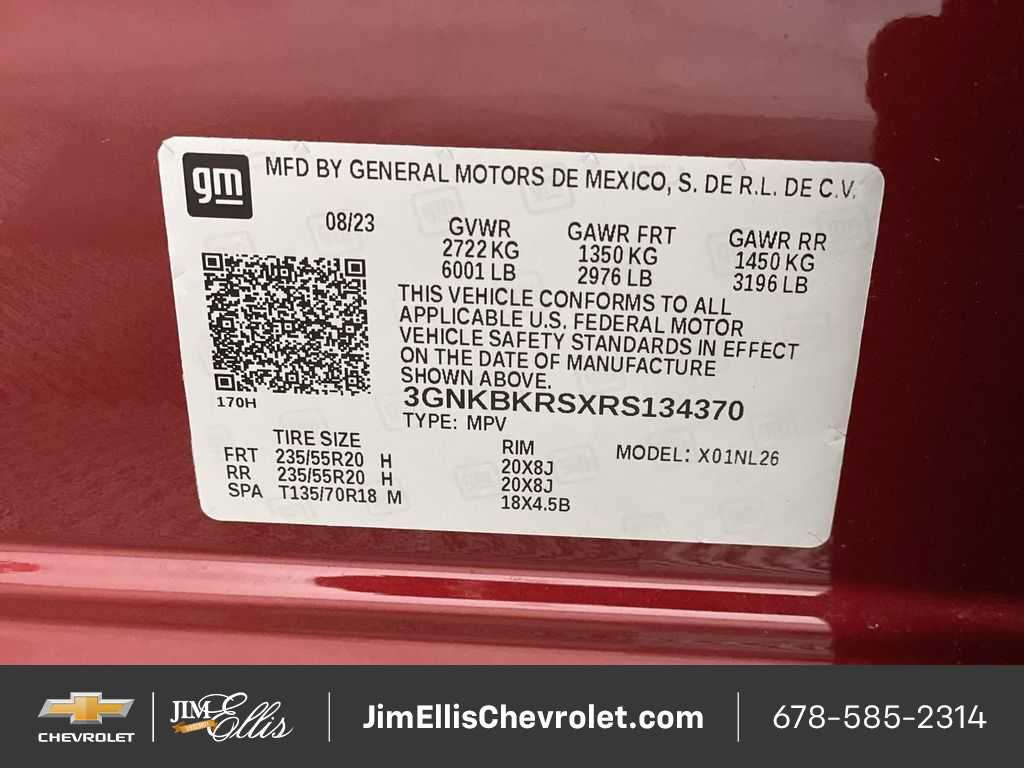 gm
MFD BY GENERAL MOTORS DE MEXICO, S. DE R.L. DE C.V.
08/23
GVWR
2722 KG
6001 LB
GAWR FRT
1350 KG
2976 LB
GAWR RR
1450 KG
3196 LB
THIS VEHICLE CONFORMS TO ALL
APPLICABLE U.S. FEDERAL MOTOR
VEHICLE SAFETY STANDARDS IN EFFECT
ON THE DATE OF MANUFACTURE
SHOWN ABOVE.
170H
3GNKBKRSXRS134370
TYPE: MPV
TIRE SIZE
FRT 235/55R20 H
RR 235/55R20 H
SPA T135/70R18 M
RIM
20X8J
20X8J
18X4.5B
MODEL: X01NL26
CHEVROLET
JIM Ellis
JimEllisChevrolet.com
678-585-2314